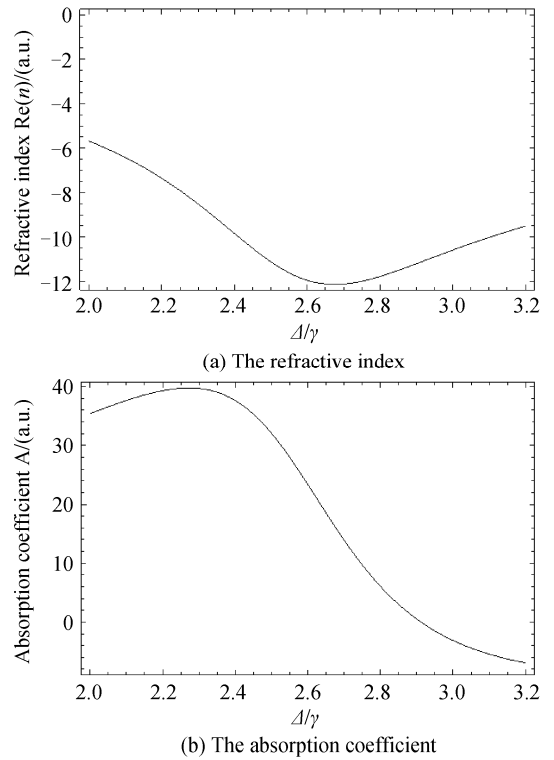 Refractive index Re(n)/(a.u.)
0
−2
−4
−6
−8
−10
−12
2.0 2.2 2.4 2.6 2.8 3.0 3.2
Δ/γ
(a) The refractive index
Absorption coefficient A/(a.u.)
40
30
20
10
0
2.0 2.2 2.4 2.6 2.8 3.0 3.2
Δ/γ
(b) The absorption coefficient